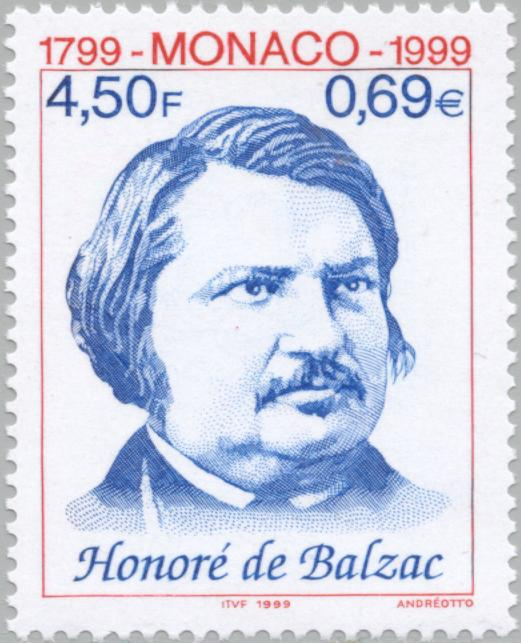 1799 - MONACO - 1999
4,50F 0,69€
Honoré de Balzac
ITVF 1999 ANDRÉOTTO